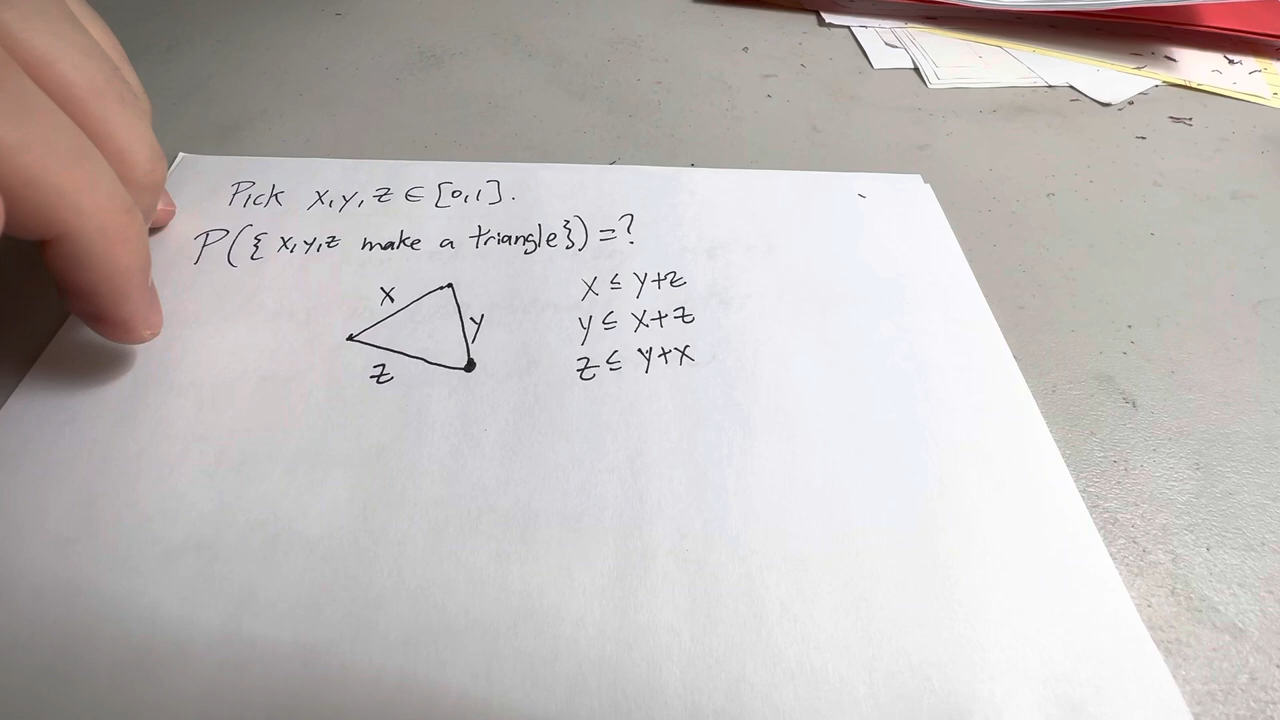 Pick x,y,z ∈ [0,1].
P({x,y,z make a triangle})=?
x
y
z
x ≤ y+z
y ≤ x+z
z ≤ y+x